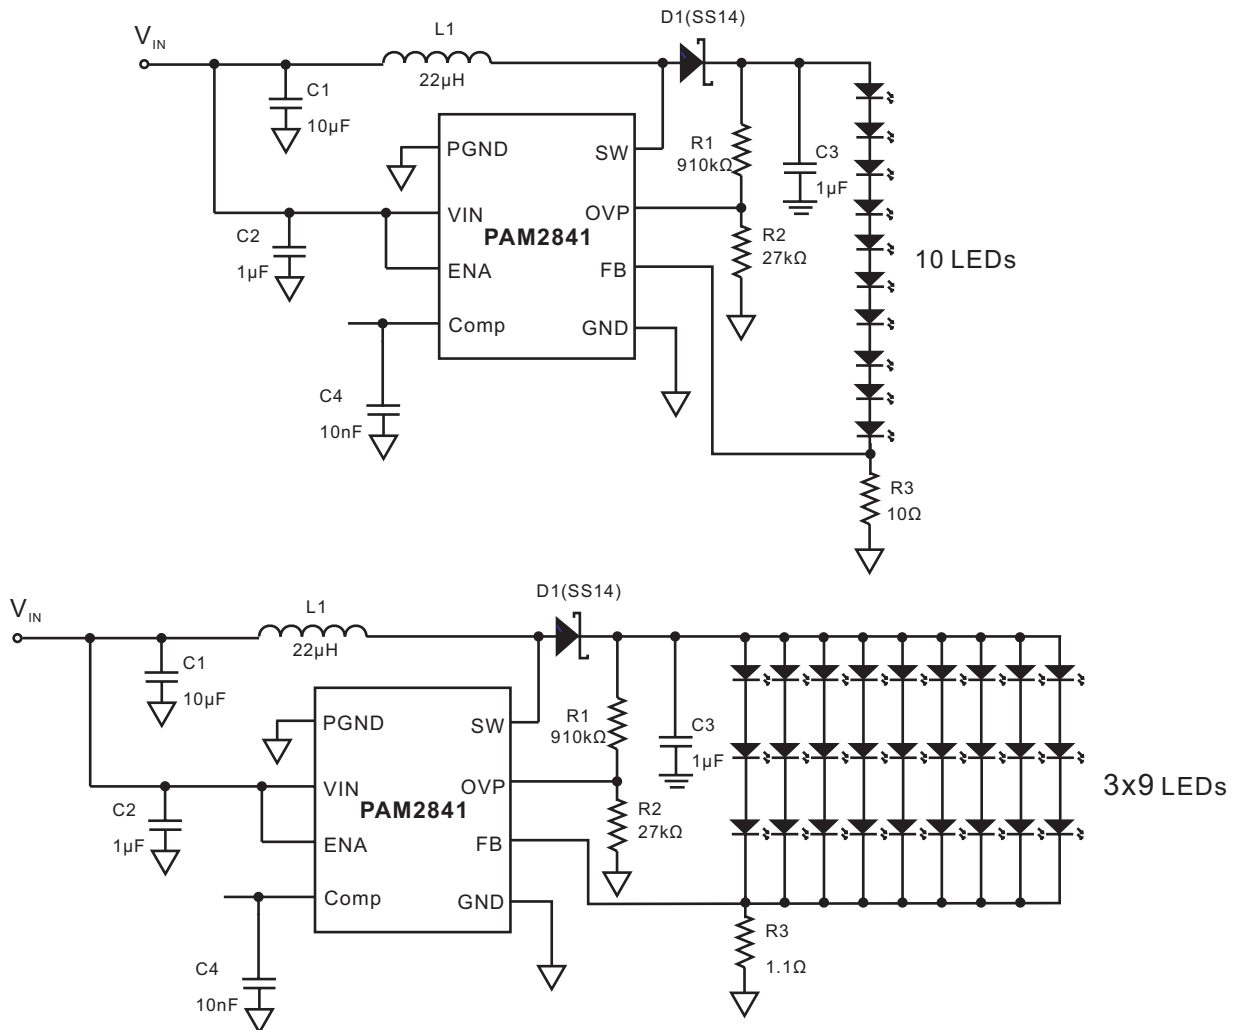 D1(SS14)
V IN
L1
22µH
C1
10µF
PGND
SW
R1
910kΩ
C3
1µF
VIN
OVP
PAM2841
C2
1µF
R2
27kΩ
10 LEDs
ENA
FB
Comp
GND
C4
10nF
R3
10Ω
D1(SS14)
V IN
L1
22µH
C1
10µF
PGND
SW
R1
910kΩ
C3
1µF
VIN
OVP
3x9 LEDs
PAM2841
C2
1µF
R2
27kΩ
ENA
FB
Comp
GND
R3
1.1Ω
C4
10nF